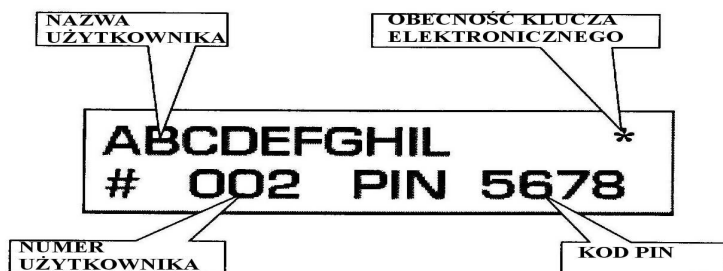 NAZWA
UŻYTKOWNIKA
OBECNOŚĆ KLUCZA
ELEKTRONICZNEGO
ABCDEFGHIL *
# 002 PIN 5678
NUMER
UŻYTKOWNIKA
KOD PIN